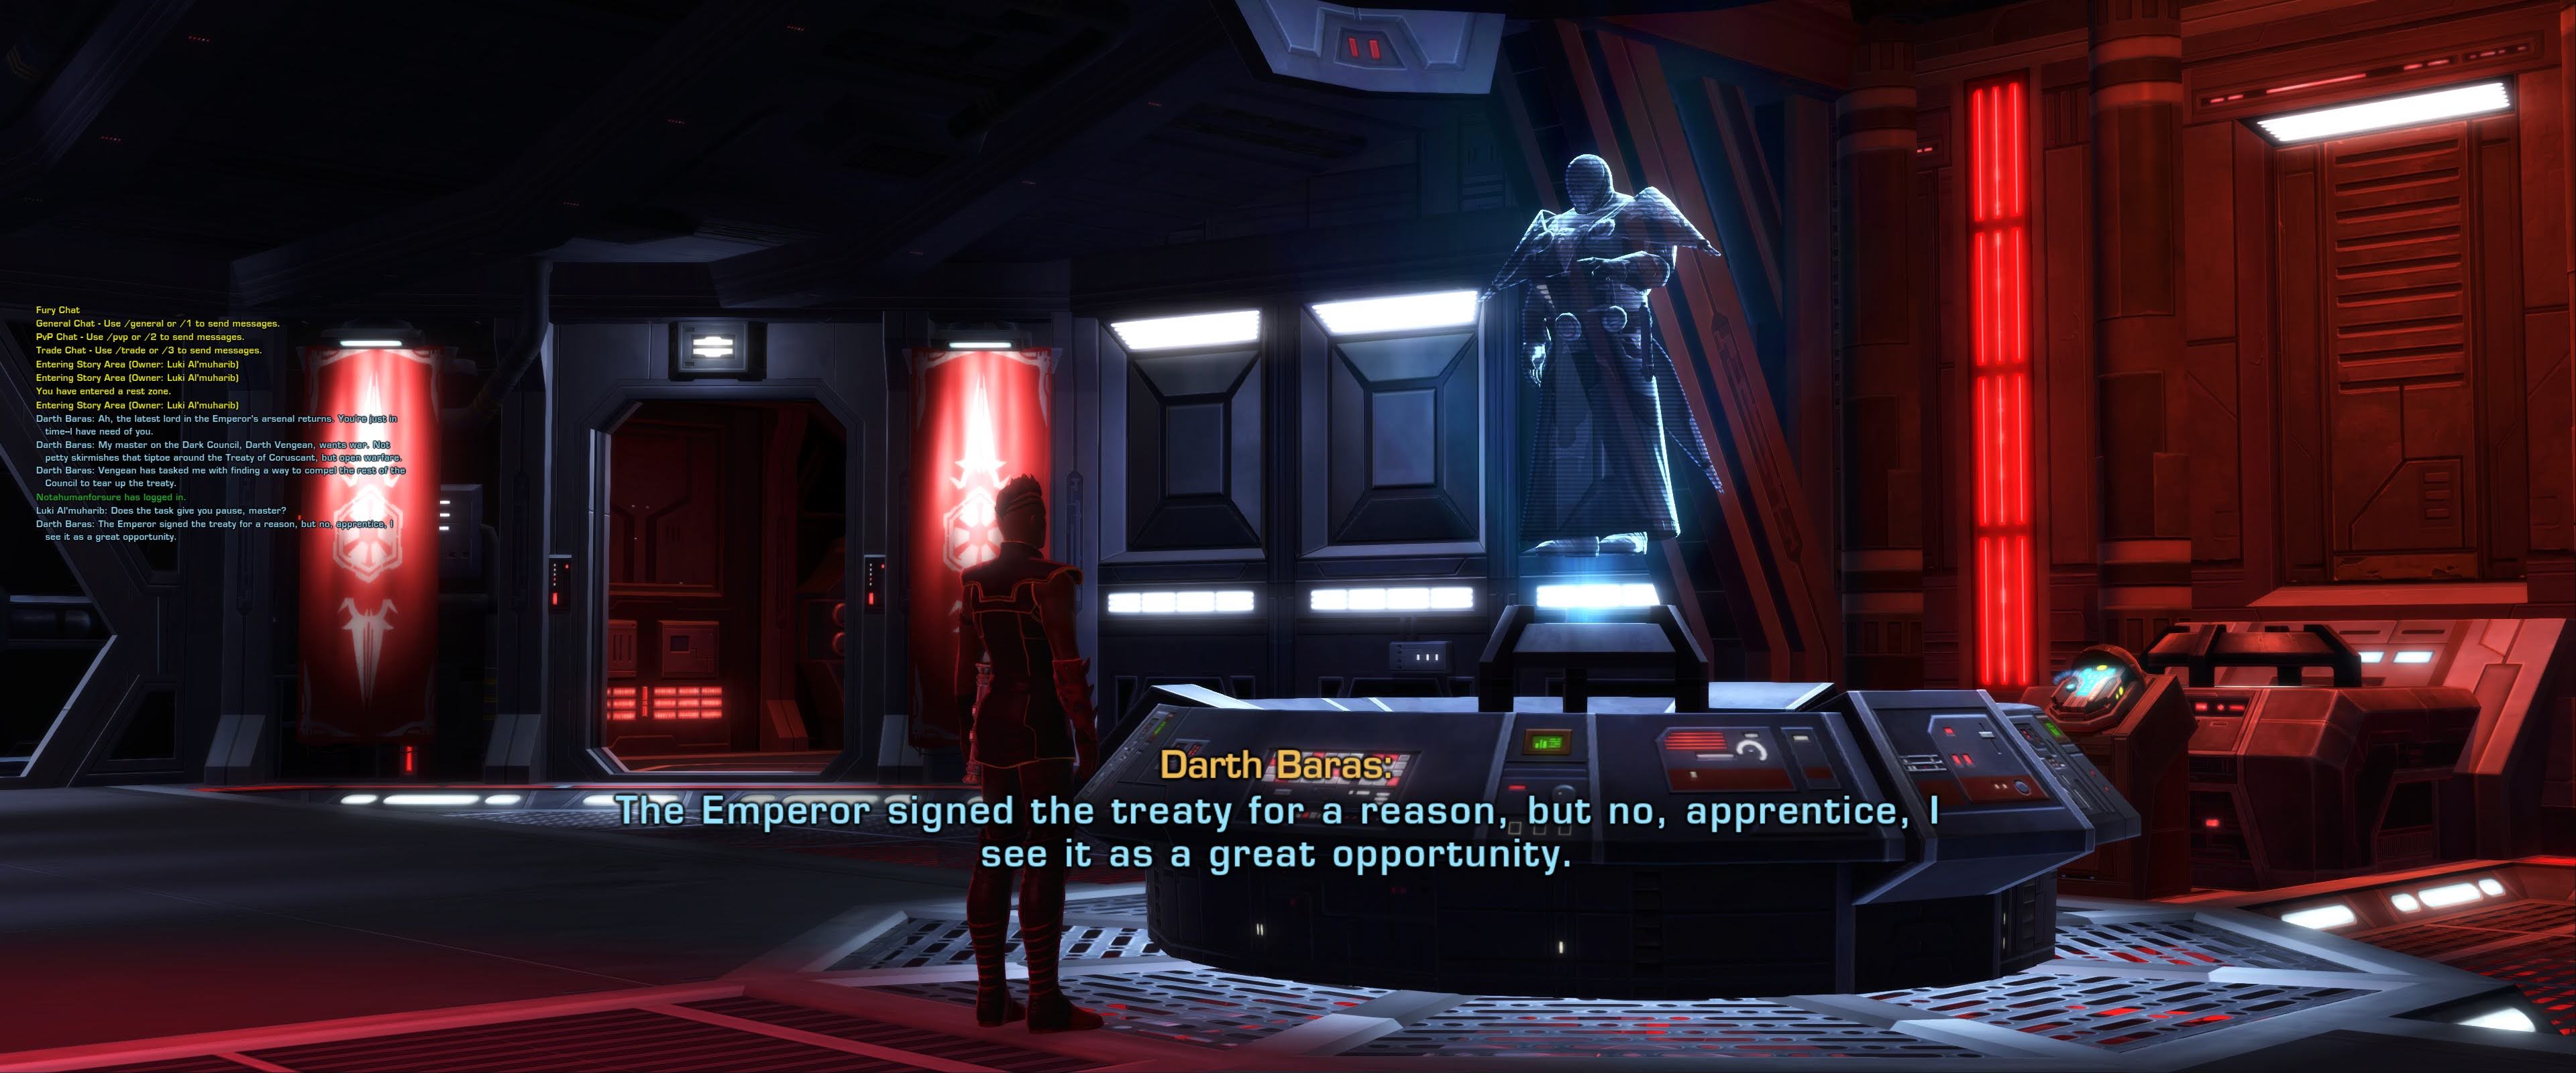 Fury Chat
General Chat - Use /general or /1 to send messages.
PvP Chat - Use /pvp or /2 to send messages.
Trade Chat - Use /trade or /3 to send messages.
Entering Story Area (Owner: Luki Al'muharib)
Entering Story Area (Owner: Luki Al'muharib)
You have entered a rest zone.
Entering Story Area (Owner: Luki Al'muharib)
Darth Baras: Ah, the latest lord in the Emperor's arsenal returns. You're just in
time—I have need of you.
Darth Baras: My master on the Dark Council, Darth Vengean, wants war. Not
petty skirmishes that tiptoe around the Treaty of Coruscant, but open warfare.
Darth Baras: Vengean has tasked me with finding a way to compel the rest of the
Council to tear up the treaty.
Notahumanforsure has logged in.
Luki Al'muharib: Does the task give you pause, master?
Darth Baras: The Emperor signed the treaty for a reason, but no, apprentice, I
see it as a great opportunity.
Darth Baras:
The Emperor signed the treaty for a reason, but no, apprentice, I
see it as a great opportunity.